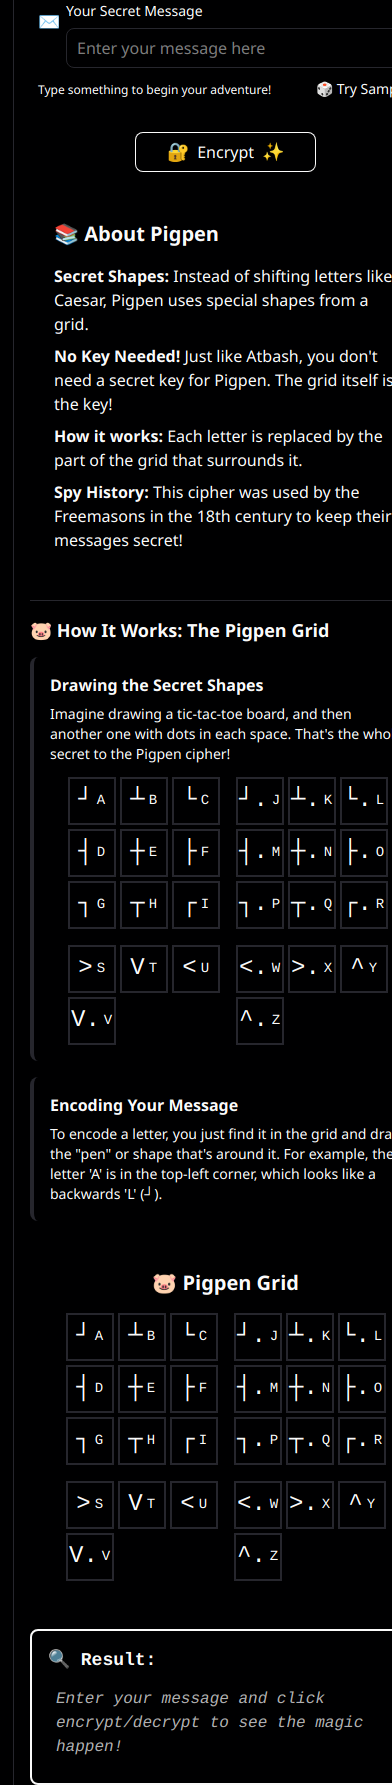 Your Secret Message
✉️
Enter your message here
Type something to begin your adventure! 🎲 Try Samp
🔐 Encrypt ✨
📚 About Pigpen
Secret Shapes: Instead of shifting letters like
Caesar, Pigpen uses special shapes from a
grid.
No Key Needed! Just like Atbash, you don't
need a secret key for Pigpen. The grid itself is
the key!
How it works: Each letter is replaced by the
part of the grid that surrounds it.
Spy History: This cipher was used by the
Freemasons in the 18th century to keep their
messages secret!
🐷 How It Works: The Pigpen Grid
Drawing the Secret Shapes
Imagine drawing a tic-tac-toe board, and then
another one with dots in each space. That's the who
secret to the Pigpen cipher!
┘ A ┴ B └ C ┘. J ┴. K └. L
┤ D ┼ E ├ F ┤. M ┼. N ├. O
┐ G ┬ H ┌ I ┐. P ┬. Q ┌. R
> S V T < U <. W >. X ^ Y
V. V ^. Z
Encoding Your Message
To encode a letter, you just find it in the grid and dra
the "pen" or shape that's around it. For example, the
letter 'A' is in the top-left corner, which looks like a
backwards 'L' (┘).
🐷 Pigpen Grid
┘ A ┴ B └ C ┘. J ┴. K └. L
┤ D ┼ E ├ F ┤. M ┼. N ├. O
┐ G ┬ H ┌ I ┐. P ┬. Q ┌. R
> S V T < U <. W >. X ^ Y
V. V ^. Z
🔍 Result:
Enter your message and click
encrypt/decrypt to see the magic
happen!